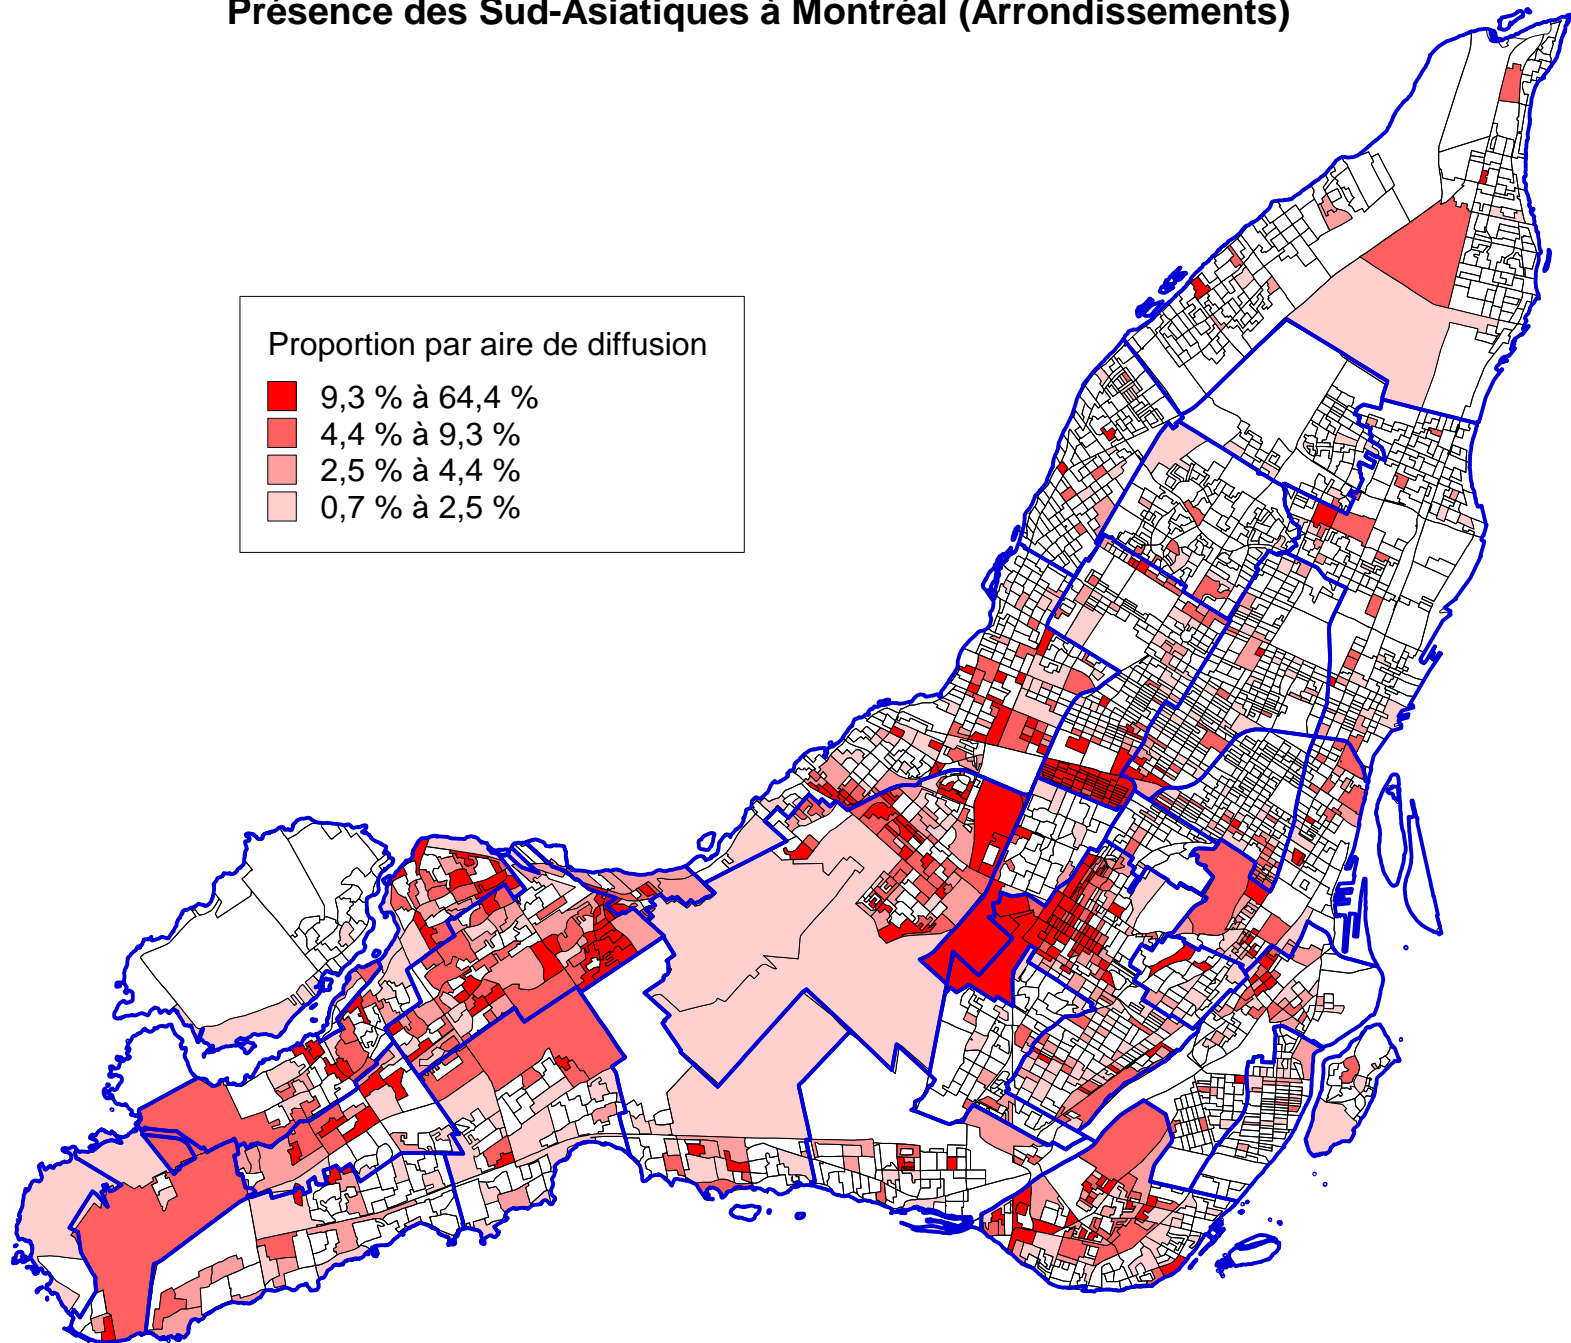 Présence des Sud-Asiatiques à Montréal (Arrondissements)
Proportion par aire de diffusion
9,3 % à 64,4 %
4,4 % à 9,3 %
2,5 % à 4,4 %
0,7 % à 2,5 %